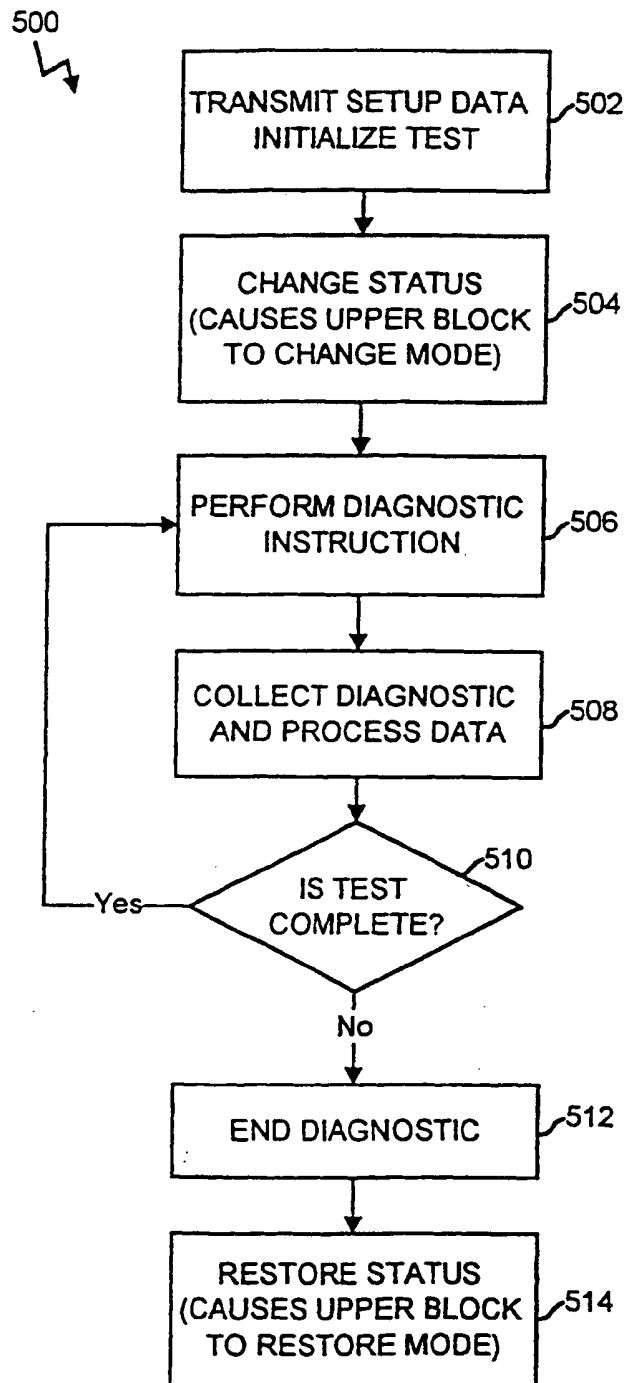 500
TRANSMIT SETUP DATA
INITIALIZE TEST
502
CHANGE STATUS
(CAUSES UPPER BLOCK
TO CHANGE MODE)
504
PERFORM DIAGNOSTIC
INSTRUCTION
506
COLLECT DIAGNOSTIC
AND PROCESS DATA
508
510
IS TEST
COMPLETE?
Yes
No
END DIAGNOSTIC
512
RESTORE STATUS
(CAUSES UPPER BLOCK
TO RESTORE MODE)
514